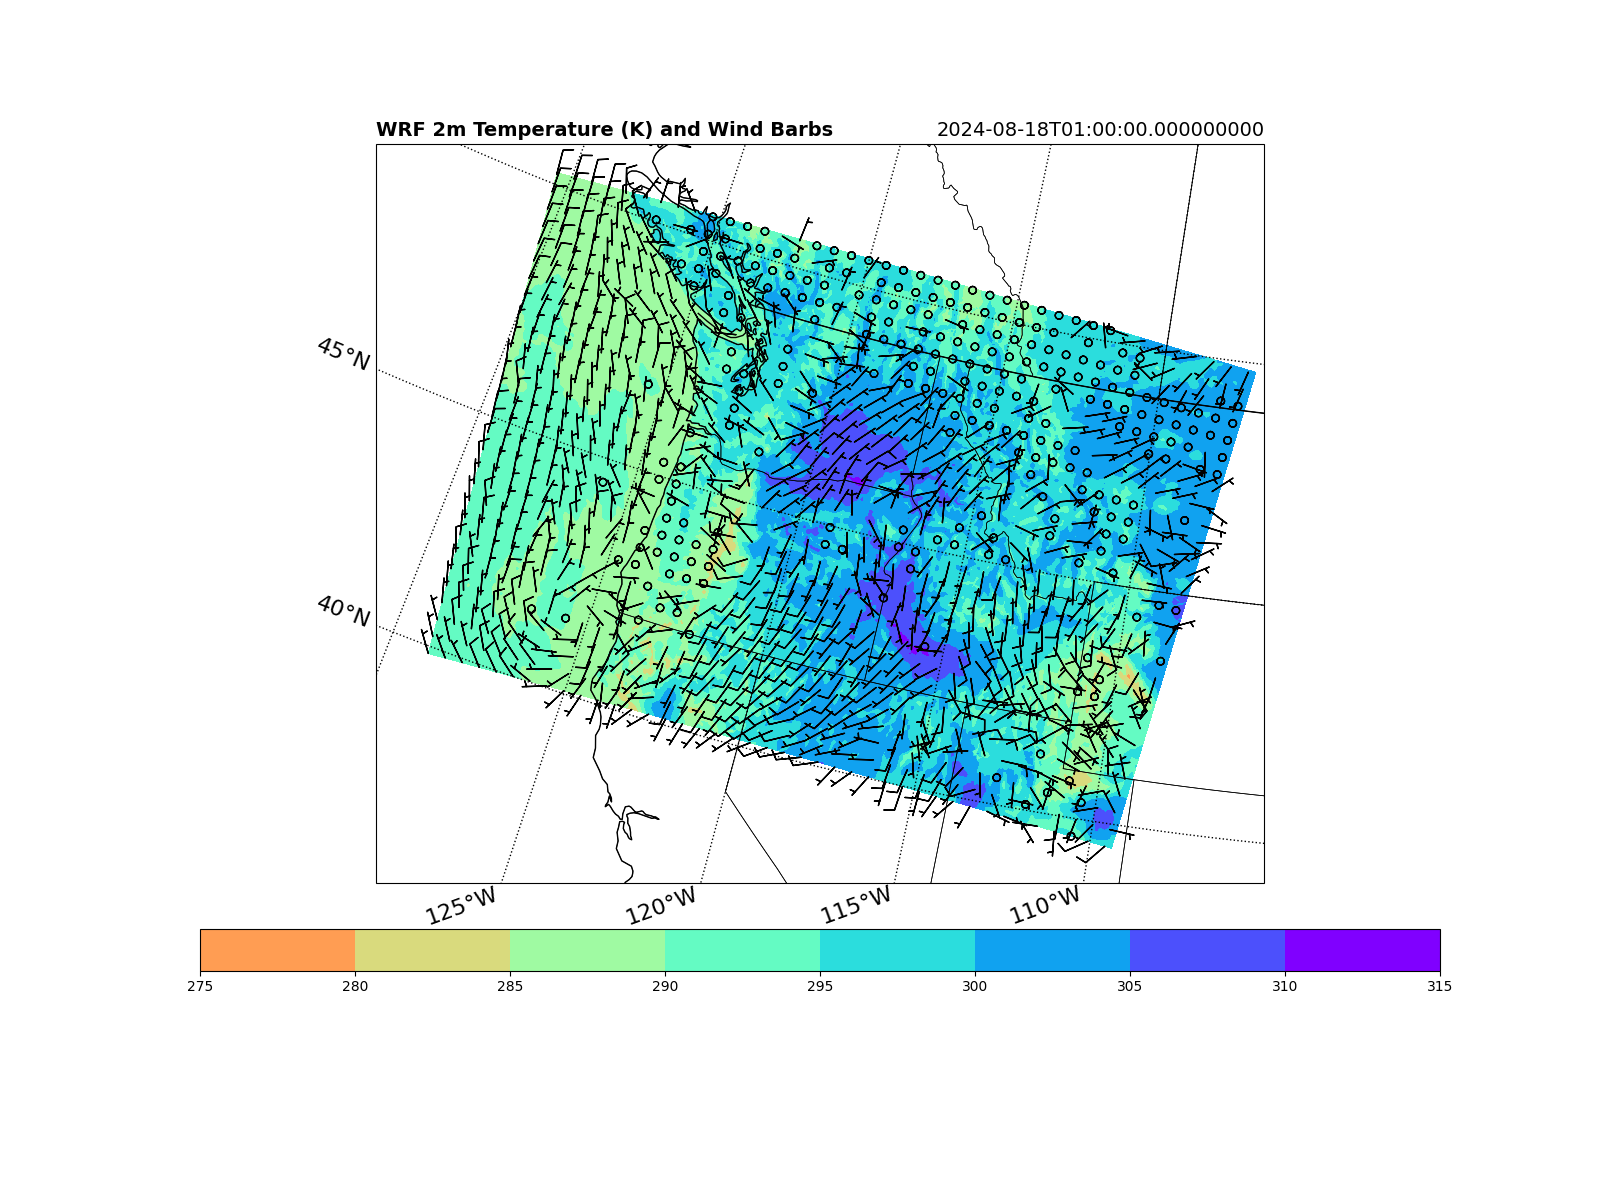 WRF 2m Temperature (K) and Wind Barbs 2024-08-18T01:00:00.000000000
45°N
40°N
125°W 120°W 115°W 110°W
275 280 285 290 295 300 305 310 315